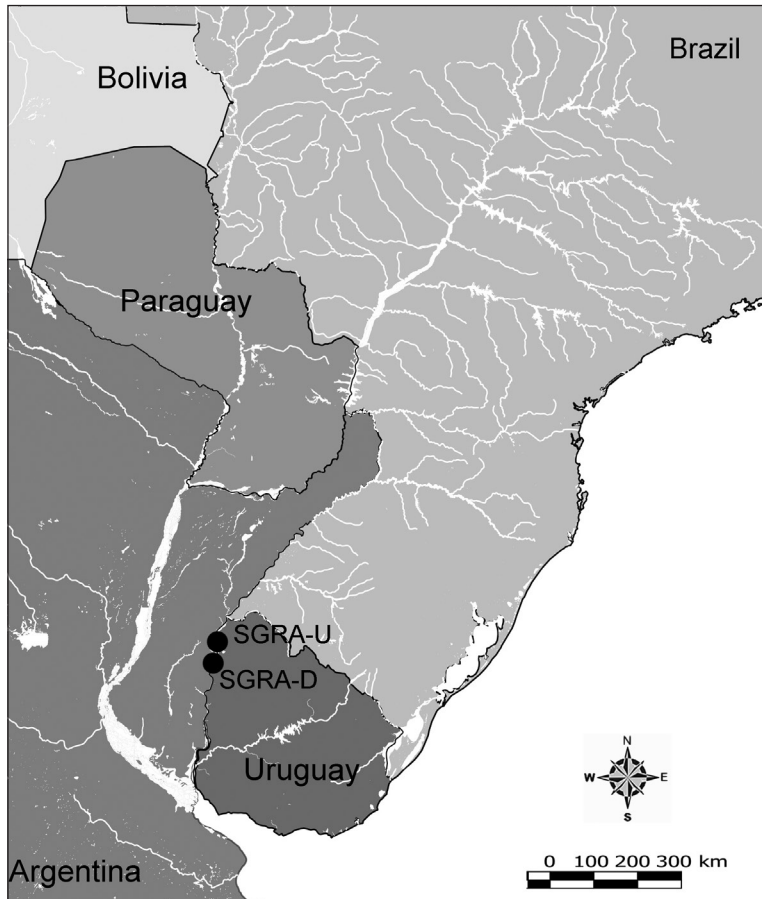 Brazil
Bolivia
Paraguay
SGRA-U
SGRA-D
Uruguay
N
W E
S
0 100 200 300 km
Argentina